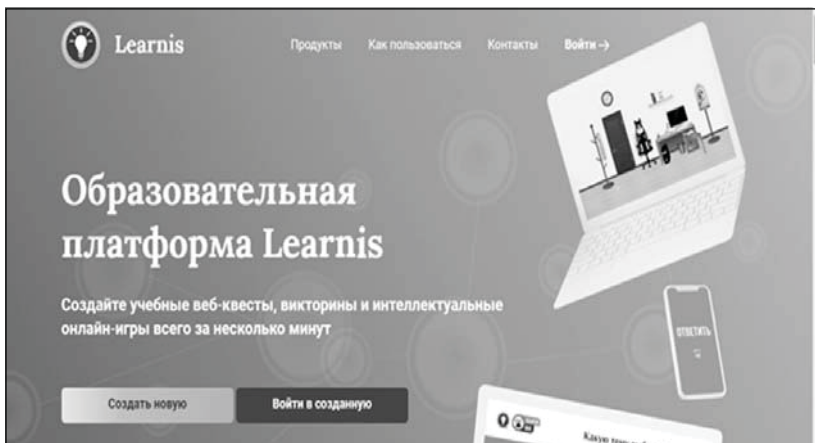 Learnis
Продукты Как пользоваться Контакты Войти →
Образовательная
платформа Learnis
Создайте учебные веб-квесты, викторины и интеллектуальные
онлайн-игры всего за несколько минут
Создать новую Войти в созданную
ОТВЕТИТЬ
Какую